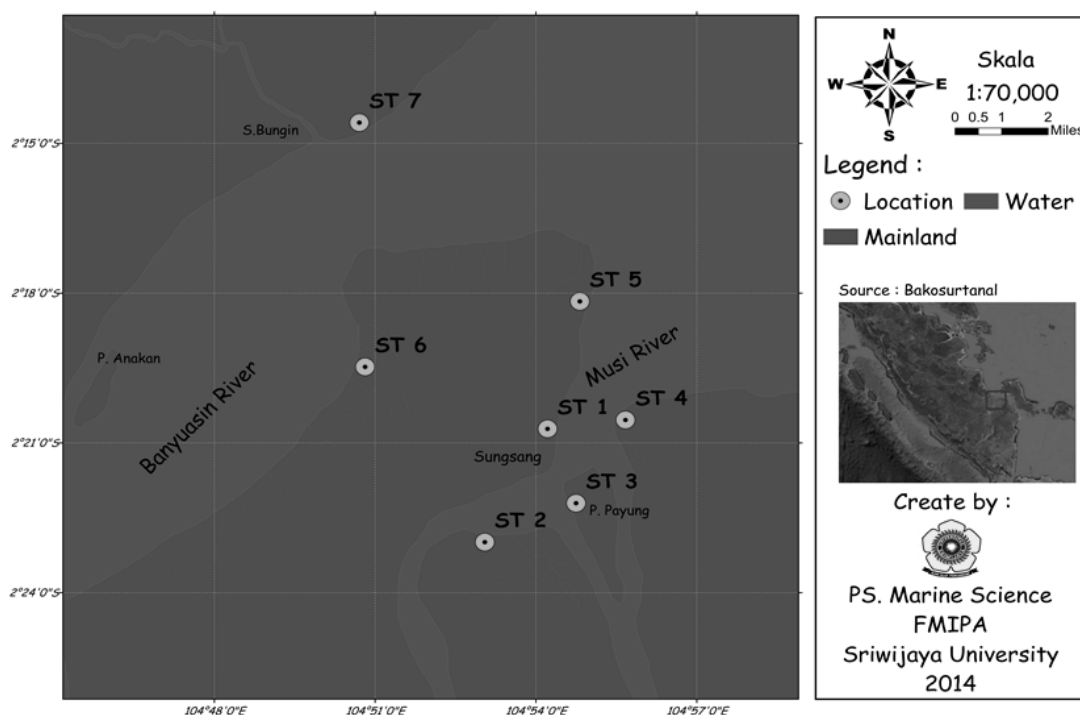 ST 7
S.Bungin
2°15'0"S
ST 5
2°18'0"S
P. Anakan
ST 6
Musi River
Banyuasin River
ST 1
ST 4
2°21'0"S
Sungsang
ST 3
P. Payung
ST 2
2°24'0"S
104°48'0"E 104°51'0"E 104°54'0"E 104°57'0"E
N
W E
S
Skala
1:70,000
0 0.5 1 2
Miles
Legend :
Location Water
Mainland
Source : Bakosurtanal
Create by :
PS. Marine Science
FMIPA
Sriwijaya University
2014